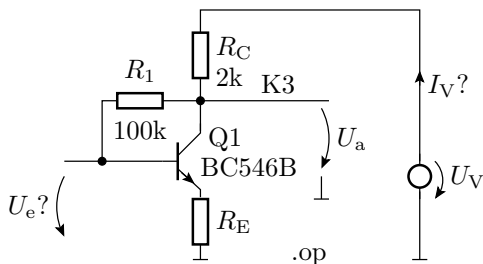 R_C
2k
R_1
100k
K3
I_V?
Q1
BC546B
U_a
U_V
U_e?
R_E
.op